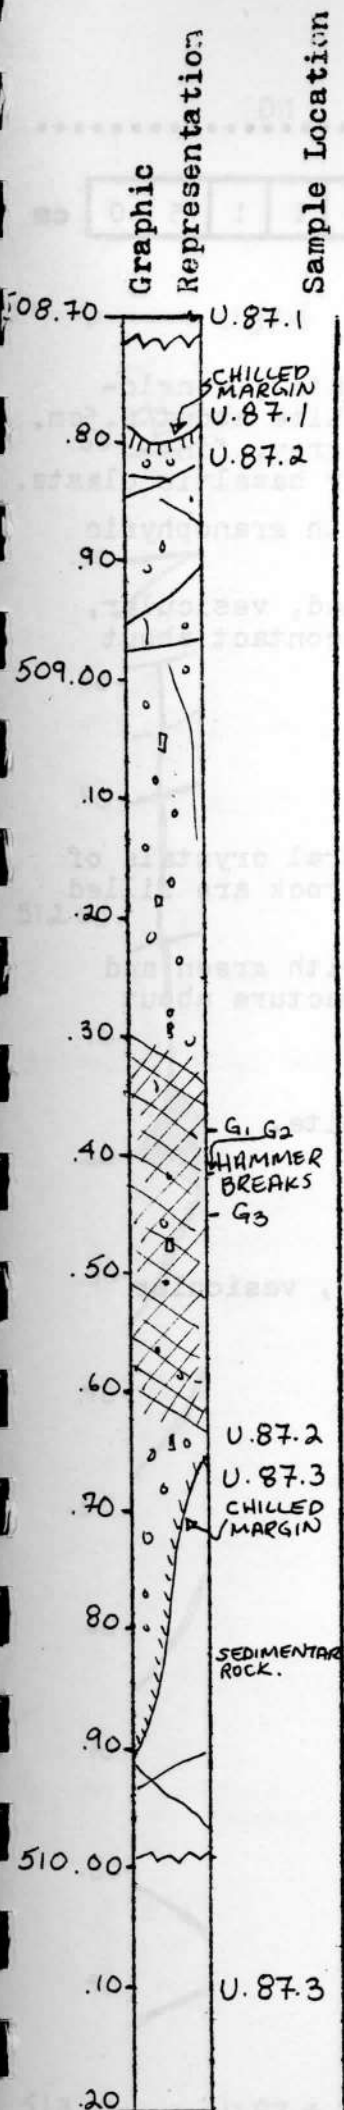 Graphic
Representation
Sample Location
508.70 U.87.1
CHILLED
MARGIN
U.87.1
.80 U.87.2
.90
509.00
.10
.20
.30
G1 G2
.40 HAMMER
BREAKS
G3
.50
.60
U.87.2
U.87.3
.70 CHILLED
MARGIN
80
SEDIMENTAR
ROCK.
.90
510.00
.10 U.87.3
.20